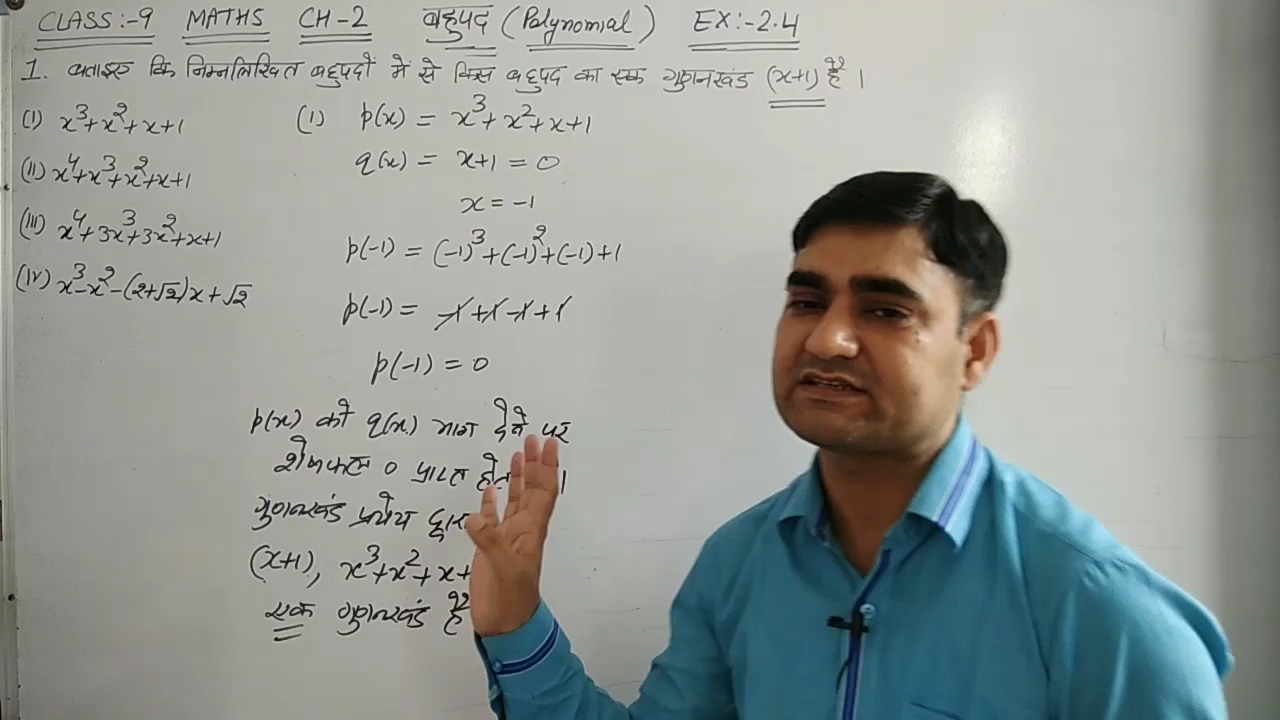 CLASS:-9 MATHS CH-2 बहुपद (Polynomial) EX:-2.4
1. बताइए कि निम्नलिखित बहुपदों में से किस बहुपद का एक गुणनखंड (x+1) है।
(I) x³+x²+x+1
(II) x⁴+x³+x²+x+1
(III) x⁴+3x³+3x²+x+1
(IV) x³-x²-(2+√2)x+√2
(I) p(x) = x³+x²+x+1
q(x) = x+1 = 0
x = -1
p(-1) = (-1)³+(-1)²+(-1)+1
p(-1) = -1+1-1+1
p(-1) = 0
p(x) को q(x) भाग देने पर
शेषफल 0 प्राप्त
गुणनखंड प्रमेय
(x+1), x³+x²+x+
एक गुणनखंड है